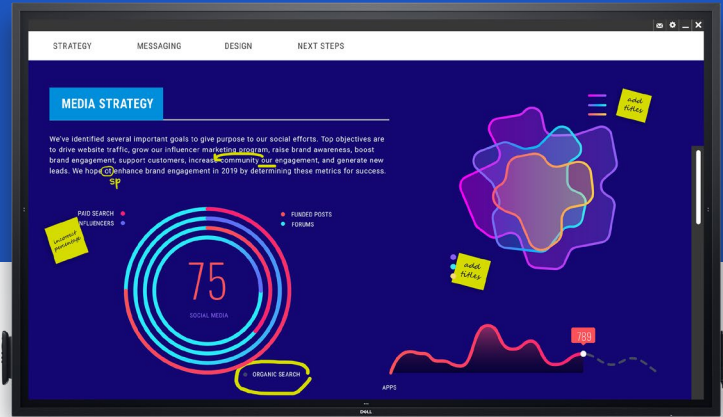 STRATEGY
MESSAGING
DESIGN
NEXT STEPS
MEDIA STRATEGY
We've identified several important goals to give purpose to our social efforts. Top objectives are
to drive website traffic, grow our influencer marketing program, raise brand awareness, boost
brand engagement, support customers, increase community our engagement, and generate new
leads. We hope ot enhance brand engagement in 2019 by determining these metrics for success.
sp
add
titles
PAID SEARCH
INFLUENCERS
FUNDED POSTS
FORUMS
incorrect
percentage
75
SOCIAL MEDIA
ORGANIC SEARCH
add
titles
789
APPS
DELL